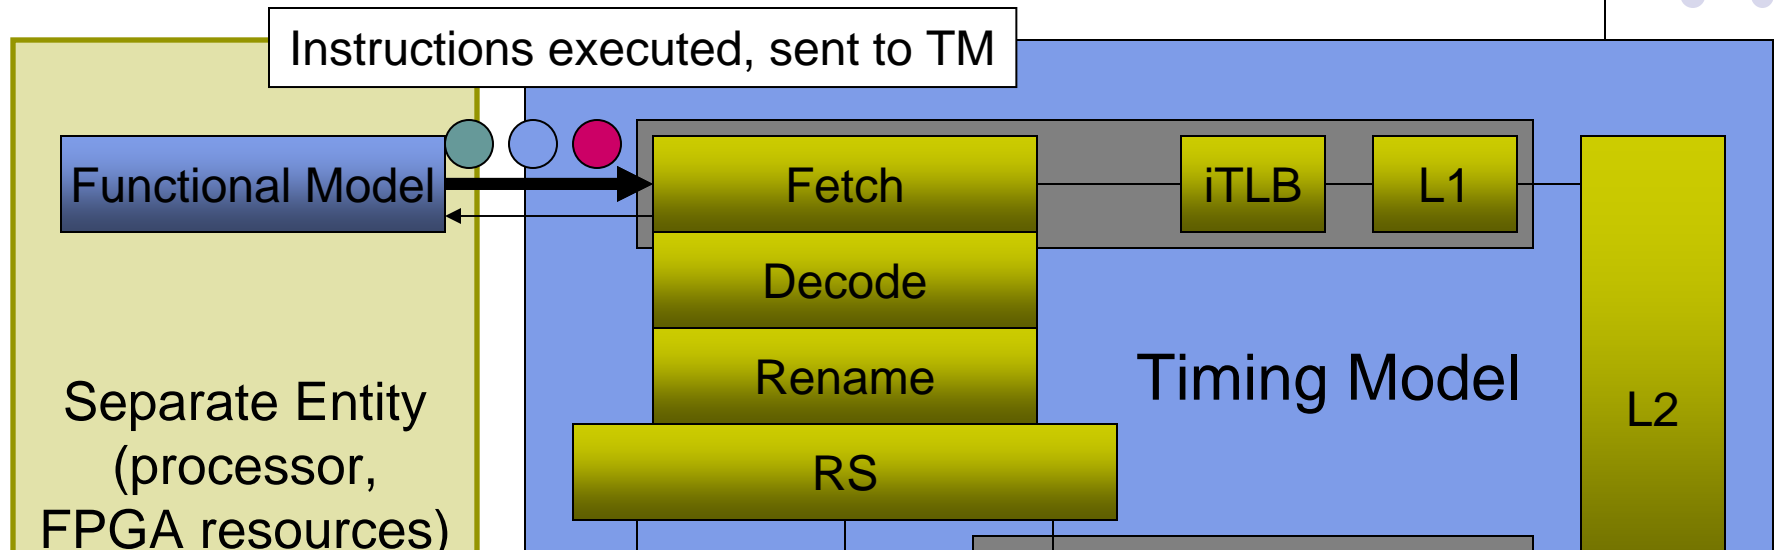 Instructions executed, sent to TM
Functional Model
Fetch
iTLB
L1
Decode
Rename
Timing Model
L2
RS
Separate Entity
(processor,
FPGA resources)